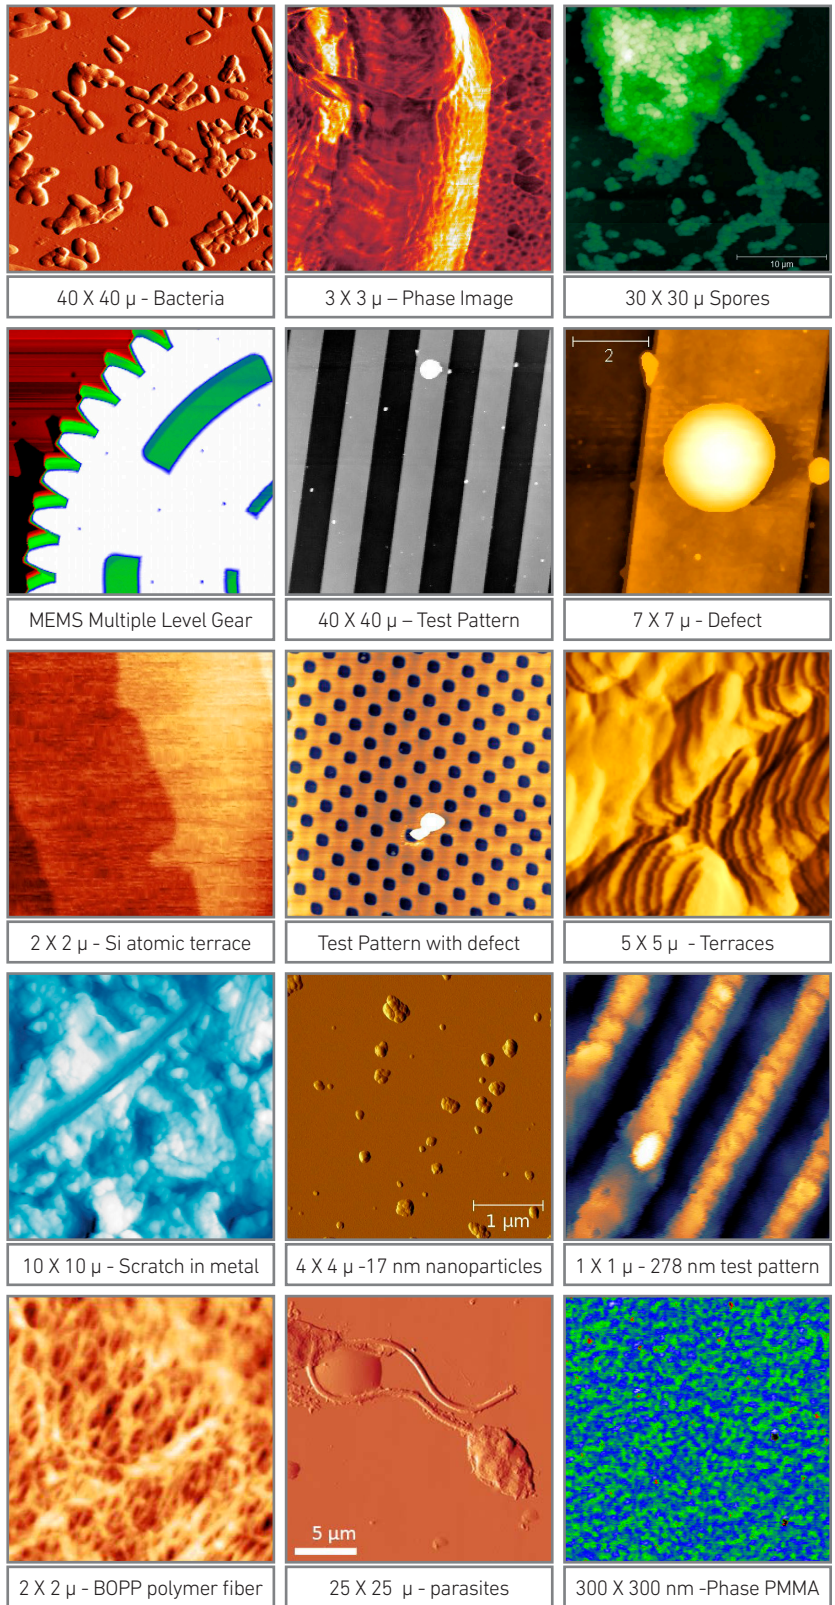 10 µm
40 X 40 µ - Bacteria
3 X 3 µ – Phase Image
30 X 30 µ Spores
2
MEMS Multiple Level Gear
40 X 40 µ – Test Pattern
7 X 7 µ - Defect
2 X 2 µ - Si atomic terrace
Test Pattern with defect
5 X 5 µ - Terraces
1 µm
10 X 10 µ - Scratch in metal
4 X 4 µ -17 nm nanoparticles
1 X 1 µ - 278 nm test pattern
5 µm
2 X 2 µ - BOPP polymer fiber
25 X 25 µ - parasites
300 X 300 nm -Phase PMMA